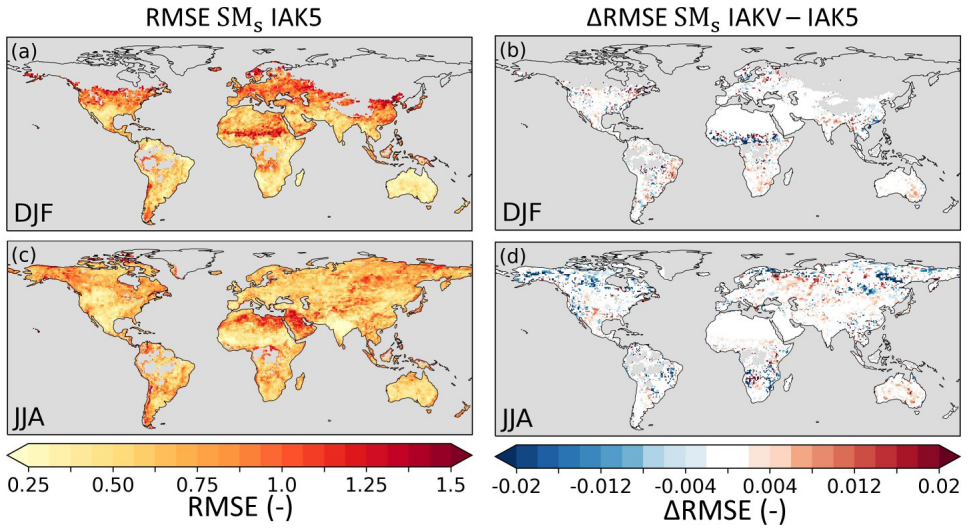 RMSE SMs IAK5
ΔRMSE SMs IAKV – IAK5
(a)
DJF
(b)
DJF
(c)
JJA
(d)
JJA
0.25 0.50 0.75 1.0 1.25 1.5
RMSE (-)
-0.02 -0.012 -0.004 0.004 0.012 0.02
ΔRMSE (-)